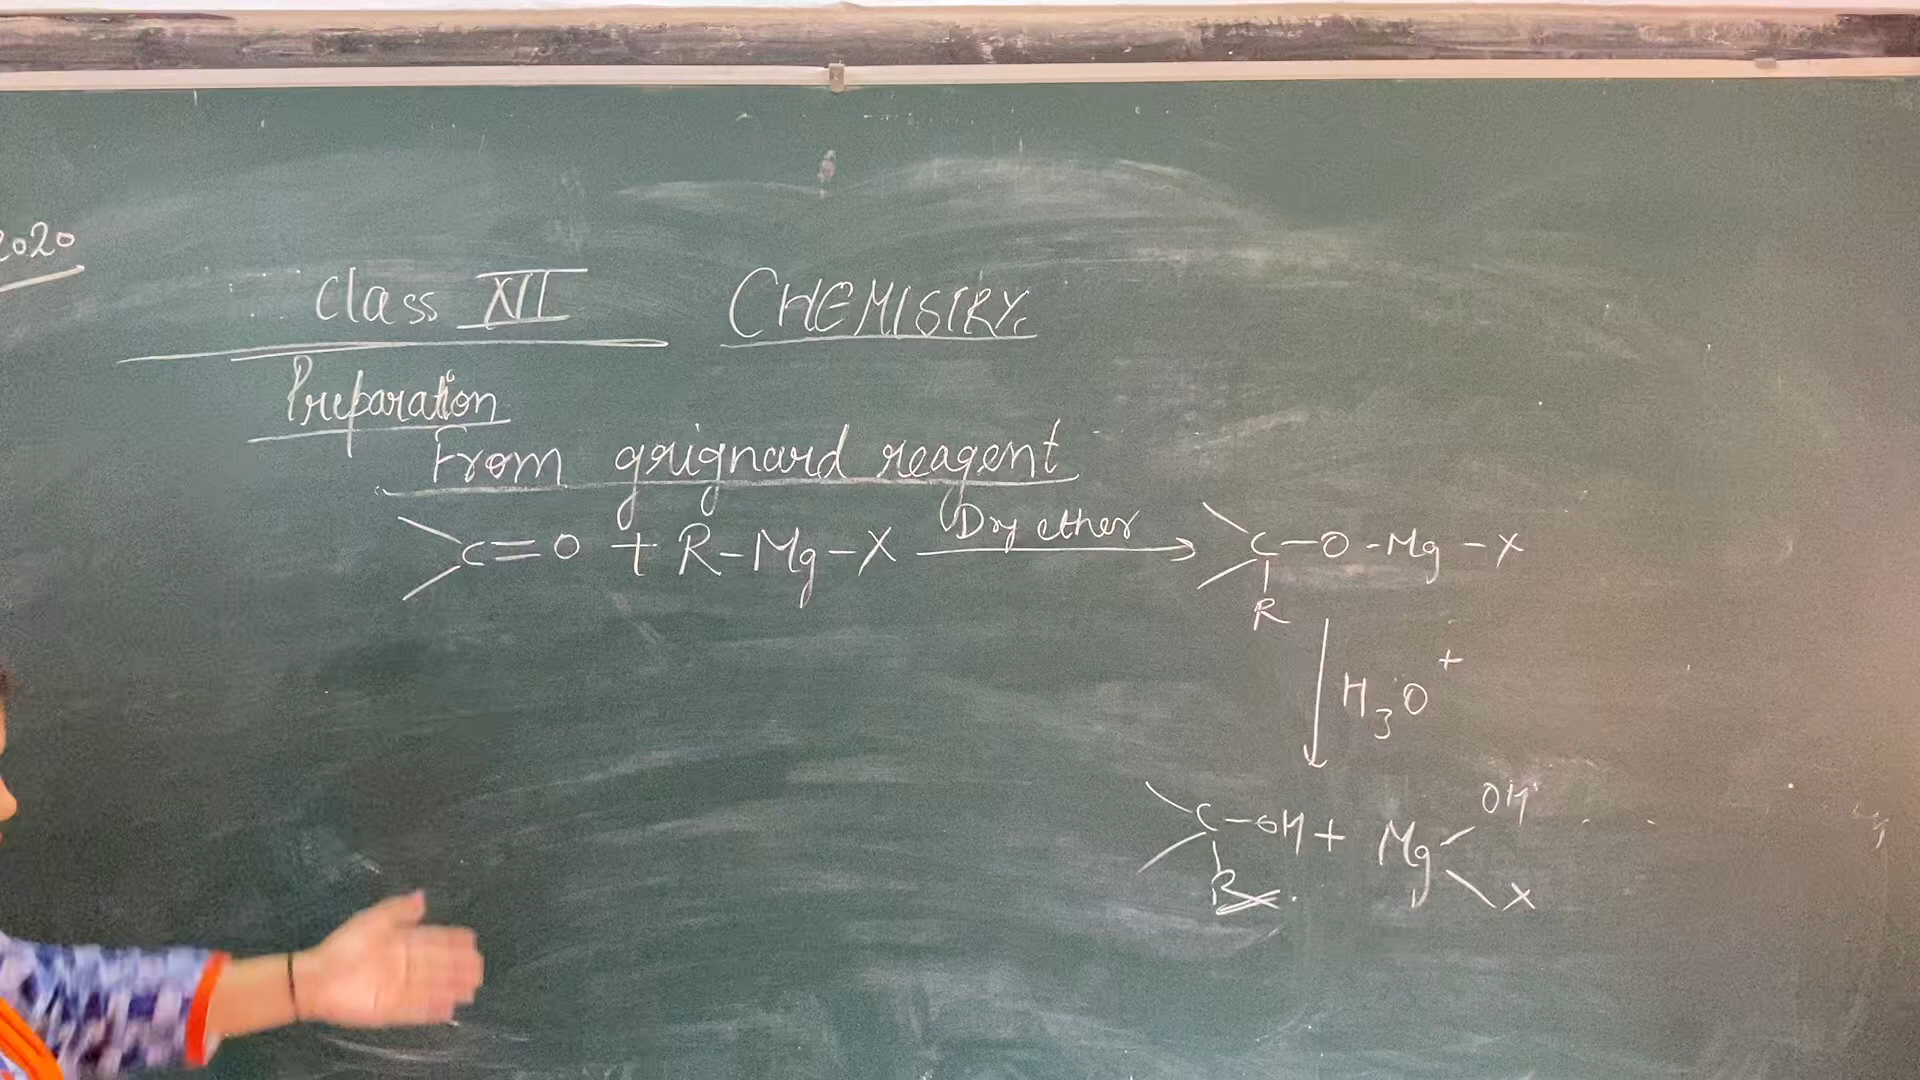 2020
Class XII CHEMISTRY
Preparation
From grignard reagent
C=O + R-Mg-X Dry ether → C-O-Mg-X
R
H3O+
C-OH + Mg OH
R X